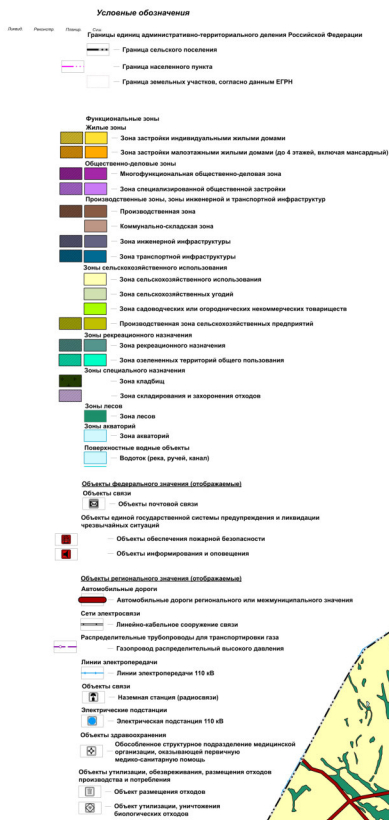 Условные обозначения
Ликвид. Реконстр. Планир. Сущ.
Границы единиц административно-территориального деления Российской Федерации
Граница сельского поселения
Граница населенного пункта
Граница земельных участков, согласно данным ЕГРН
Функциональные зоны
Жилые зоны
Зона застройки индивидуальными жилыми домами
Зона застройки малоэтажными жилыми домами (до 4 этажей, включая мансардный)
Общественно-деловые зоны
Многофункциональная общественно-деловая зона
Зона специализированной общественной застройки
Производственные зоны, зоны инженерной и транспортной инфраструктур
Производственная зона
Коммунально-складская зона
Зона инженерной инфраструктуры
Зона транспортной инфраструктуры
Зоны сельскохозяйственного использования
Зона сельскохозяйственного использования
Зона сельскохозяйственных угодий
Зона садоводческих или огороднических некоммерческих товариществ
Производственная зона сельскохозяйственных предприятий
Зоны рекреационного назначения
Зона рекреационного назначения
Зона озелененных территорий общего пользования
Зоны специального назначения
Зона кладбищ
Зона складирования и захоронения отходов
Зоны лесов
Зона лесов
Зоны акваторий
Зона акваторий
Поверхностные водные объекты
Водоток (река, ручей, канал)
Объекты федерального значения (отображаемые)
Объекты связи
Объекты почтовой связи
Объекты единой государственной системы предупреждения и ликвидации
чрезвычайных ситуаций
Объекты обеспечения пожарной безопасности
Объекты информирования и оповещения
Объекты регионального значения (отображаемые)
Автомобильные дороги
Автомобильные дороги регионального или межмуниципального значения
Сети электросвязи
Линейно-кабельное сооружение связи
Распределительные трубопроводы для транспортировки газа
Газопровод распределительный высокого давления
Линии электропередачи
Линии электропередачи 110 кВ
Объекты связи
Наземная станция (радиосвязи)
Электрические подстанции
Электрическая подстанция 110 кВ
Объекты здравоохранения
Обособленное структурное подразделение медицинской
организации, оказывающей первичную
медико-санитарную помощь
Объекты утилизации, обезвреживания, размещения отходов
производства и потребления
Объект размещения отходов
Объект утилизации, уничтожения
биологических отходов